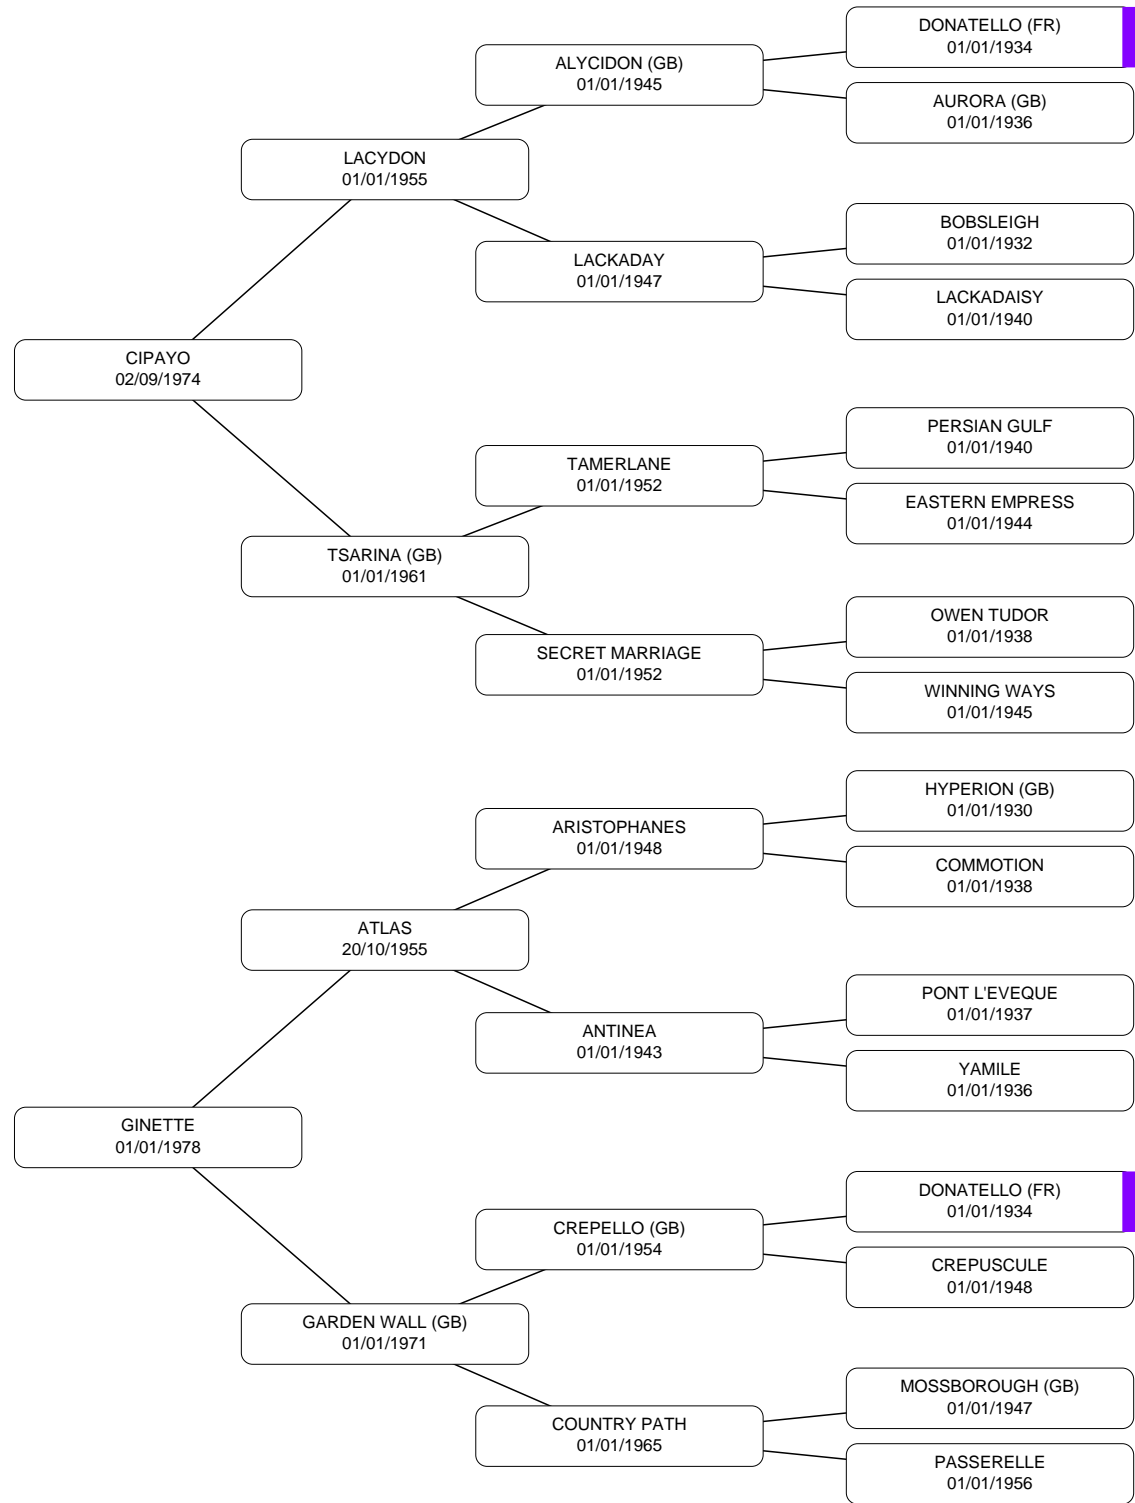 DONATELLO (FR)
01/01/1934
ALYCIDON (GB)
01/01/1945
AURORA (GB)
01/01/1936
LACYDON
01/01/1955
BOBSLEIGH
01/01/1932
LACKADAY
01/01/1947
LACKADAISY
01/01/1940
CIPAYO
02/09/1974
PERSIAN GULF
01/01/1940
TAMERLANE
01/01/1952
EASTERN EMPRESS
01/01/1944
TSARINA (GB)
01/01/1961
OWEN TUDOR
01/01/1938
SECRET MARRIAGE
01/01/1952
WINNING WAYS
01/01/1945
HYPERION (GB)
01/01/1930
ARISTOPHANES
01/01/1948
COMMOTION
01/01/1938
ATLAS
20/10/1955
PONT L'EVEQUE
01/01/1937
ANTINEA
01/01/1943
YAMILE
01/01/1936
GINETTE
01/01/1978
DONATELLO (FR)
01/01/1934
CREPELLO (GB)
01/01/1954
CREPUSCULE
01/01/1948
GARDEN WALL (GB)
01/01/1971
MOSSBOROUGH (GB)
01/01/1947
COUNTRY PATH
01/01/1965
PASSERELLE
01/01/1956